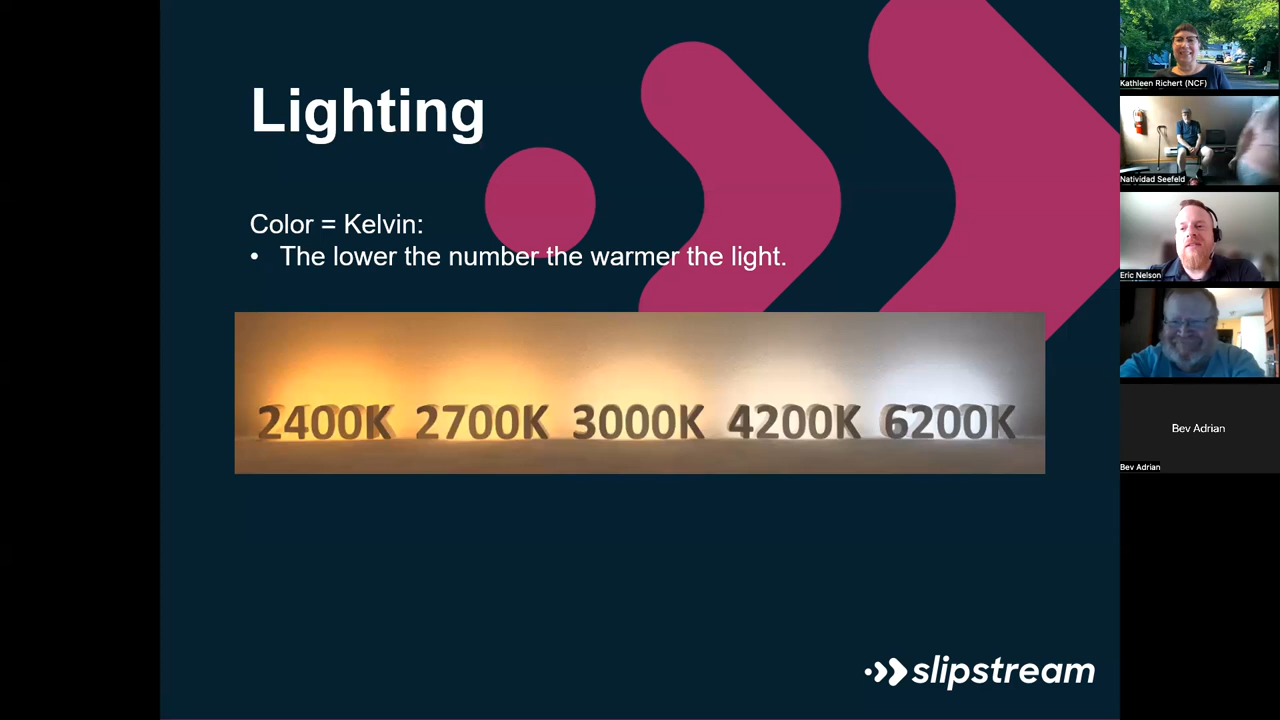 Lighting
Color = Kelvin:
• The lower the number the warmer the light.
2400K 2700K 3000K 4200K 6200K
slipstream
Kathleen Richert (NCF)
Natividad Seefeld
Eric Nelson
Bev Adrian
Bev Adrian